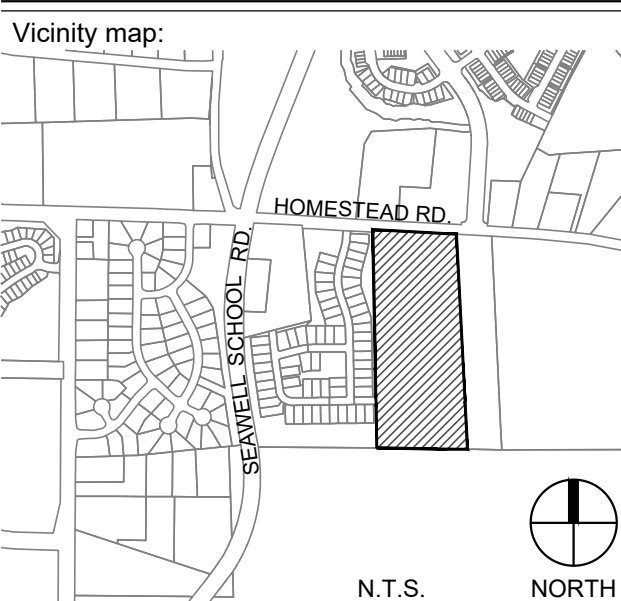 Vicinity map:
HOMESTEAD RD.
SEAWELL SCHOOL RD.
N.T.S.
NORTH